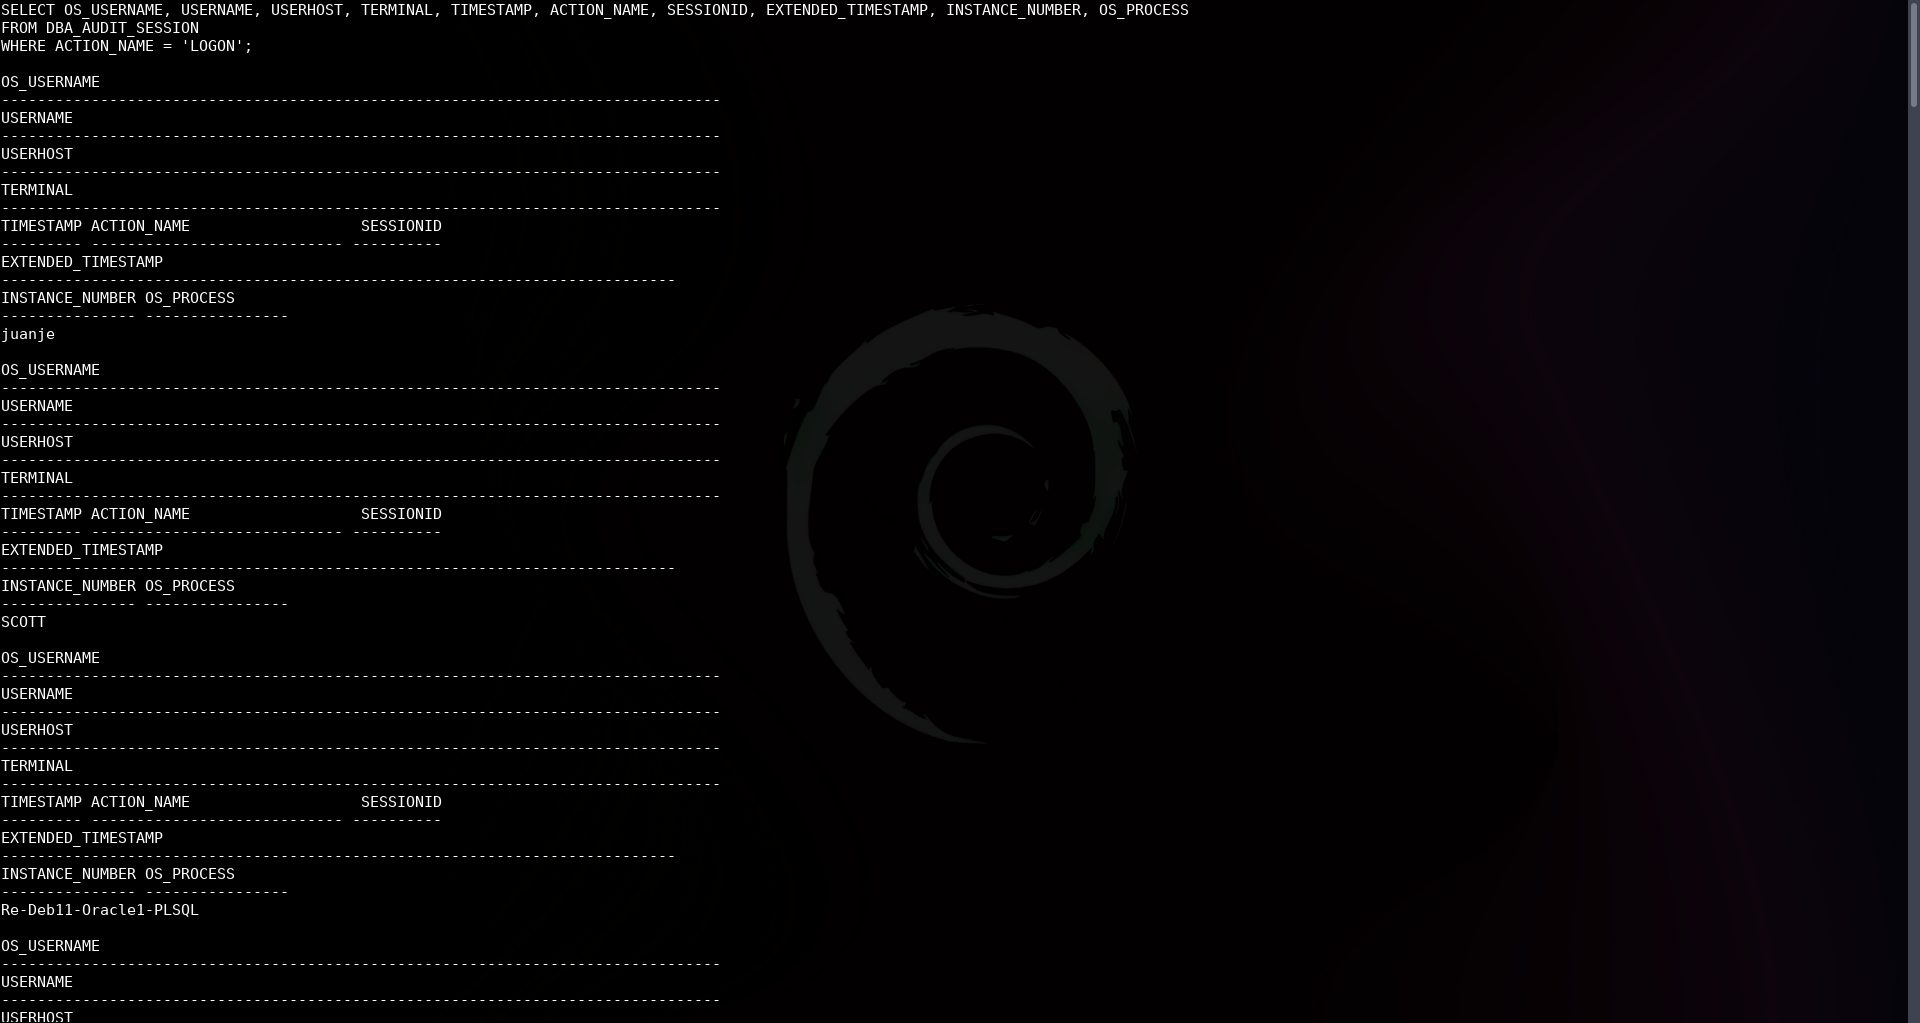 SELECT OS_USERNAME, USERNAME, USERHOST, TERMINAL, TIMESTAMP, ACTION_NAME, SESSIONID, EXTENDED_TIMESTAMP, INSTANCE_NUMBER, OS_PROCESS
FROM DBA_AUDIT_SESSION
WHERE ACTION_NAME = 'LOGON';
OS_USERNAME
--------------------------------------------------------------------------------
USERNAME
--------------------------------------------------------------------------------
USERHOST
--------------------------------------------------------------------------------
TERMINAL
--------------------------------------------------------------------------------
TIMESTAMP ACTION_NAME                   SESSIONID
--------- ---------------------------- ----------
EXTENDED_TIMESTAMP
---------------------------------------------------------------------------
INSTANCE_NUMBER OS_PROCESS
--------------- ----------------
juanje
OS_USERNAME
--------------------------------------------------------------------------------
USERNAME
--------------------------------------------------------------------------------
USERHOST
--------------------------------------------------------------------------------
TERMINAL
--------------------------------------------------------------------------------
TIMESTAMP ACTION_NAME                   SESSIONID
--------- ---------------------------- ----------
EXTENDED_TIMESTAMP
---------------------------------------------------------------------------
INSTANCE_NUMBER OS_PROCESS
--------------- ----------------
SCOTT
OS_USERNAME
--------------------------------------------------------------------------------
USERNAME
--------------------------------------------------------------------------------
USERHOST
--------------------------------------------------------------------------------
TERMINAL
--------------------------------------------------------------------------------
TIMESTAMP ACTION_NAME                   SESSIONID
--------- ---------------------------- ----------
EXTENDED_TIMESTAMP
---------------------------------------------------------------------------
INSTANCE_NUMBER OS_PROCESS
--------------- ----------------
Re-Deb11-Oracle1-PLSQL
OS_USERNAME
--------------------------------------------------------------------------------
USERNAME
--------------------------------------------------------------------------------
USERHOST